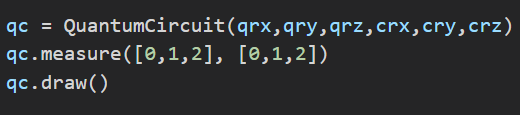 qc = QuantumCircuit(qrx,qry,qrz,crx,cry,crz)
qc.measure([0,1,2], [0,1,2])
qc.draw()